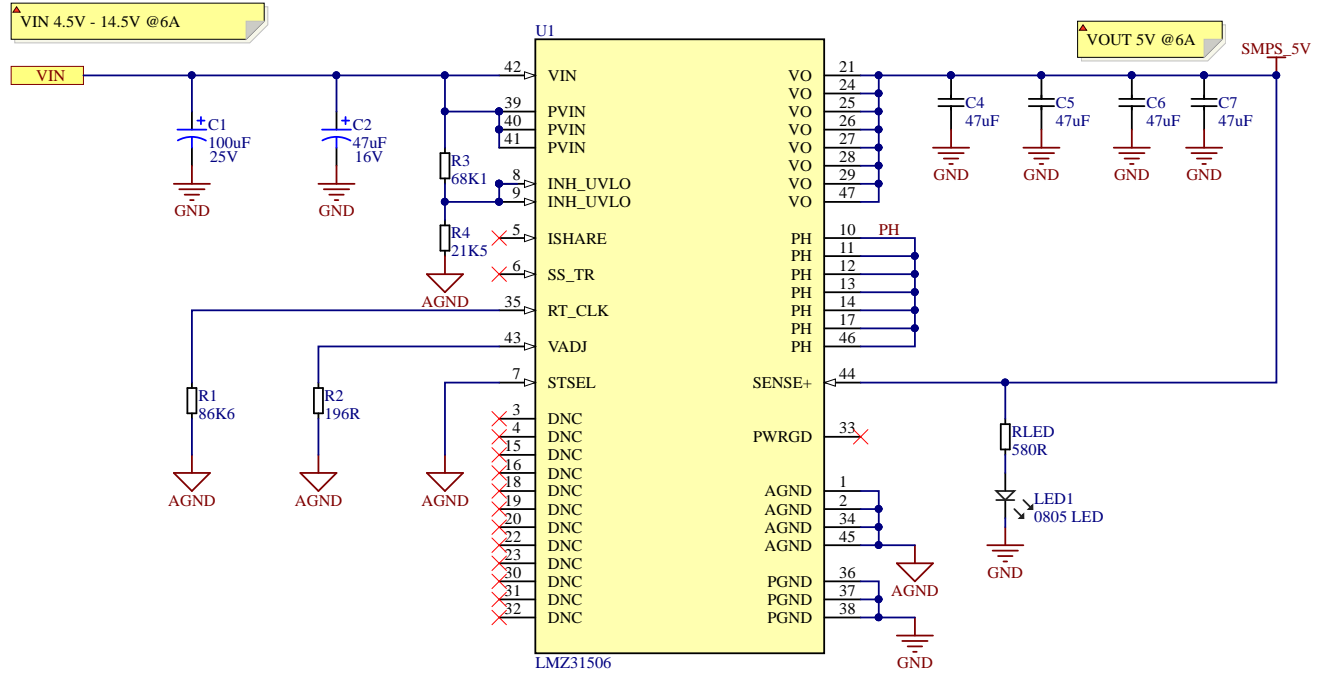 VIN 4.5V - 14.5V @6A
VOUT 5V @6A
SMPS_5V
VIN
C1
100uF
25V
GND
C2
47uF
16V
GND
R3
68K1
R4
21K5
AGND
R1
86K6
AGND
R2
196R
AGND
AGND
U1
42 VIN
39 PVIN
40 PVIN
41 PVIN
8 INH_UVLO
9 INH_UVLO
5 ISHARE
6 SS_TR
35 RT_CLK
43 VADJ
7 STSEL
3 DNC
4 DNC
15 DNC
16 DNC
18 DNC
19 DNC
20 DNC
22 DNC
23 DNC
30 DNC
31 DNC
32 DNC
VO 21
VO 24
VO 25
VO 26
VO 27
VO 28
VO 29
VO 47
PH 10 PH
PH 11
PH 12
PH 13
PH 14
PH 17
PH 46
SENSE+ 44
PWRGD 33
AGND 1
AGND 2
AGND 34
AGND 45
PGND 36
PGND 37
PGND 38
LMZ31506
C4
47uF
GND
C5
47uF
GND
C6
47uF
GND
C7
47uF
GND
RLED
580R
LED1
0805 LED
GND
AGND
GND